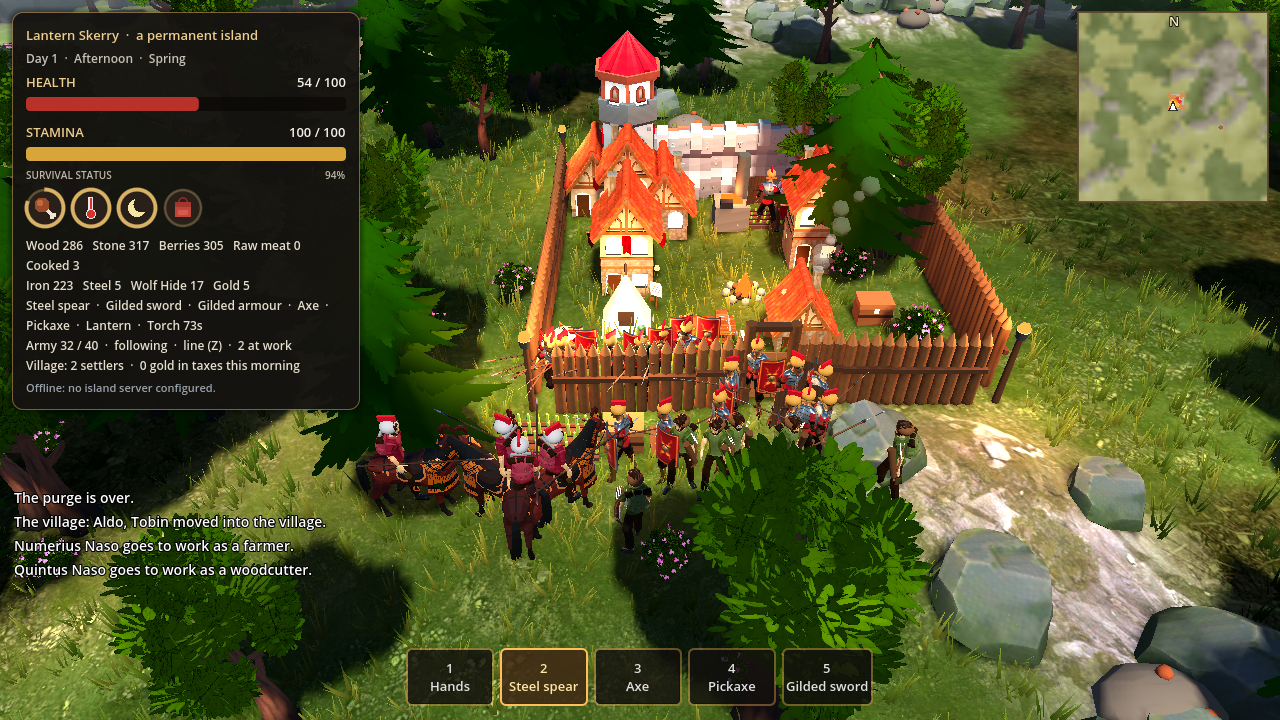 Lantern Skerry · a permanent island
Day 1 · Afternoon · Spring
HEALTH 54 / 100
STAMINA 100 / 100
SURVIVAL STATUS 94%
Wood 286 Stone 317 Berries 305 Raw meat 0
Cooked 3
Iron 223 Steel 5 Wolf Hide 17 Gold 5
Steel spear · Gilded sword · Gilded armour · Axe ·
Pickaxe · Lantern · Torch 73s
Army 32 / 40 · following · line (Z) · 2 at work
Village: 2 settlers · 0 gold in taxes this morning
Offline: no island server configured.
N
The purge is over.
The village: Aldo, Tobin moved into the village.
Numerius Naso goes to work as a farmer.
Quintus Naso goes to work as a woodcutter.
1 2 3 4 5
Hands Steel spear Axe Pickaxe Gilded sword